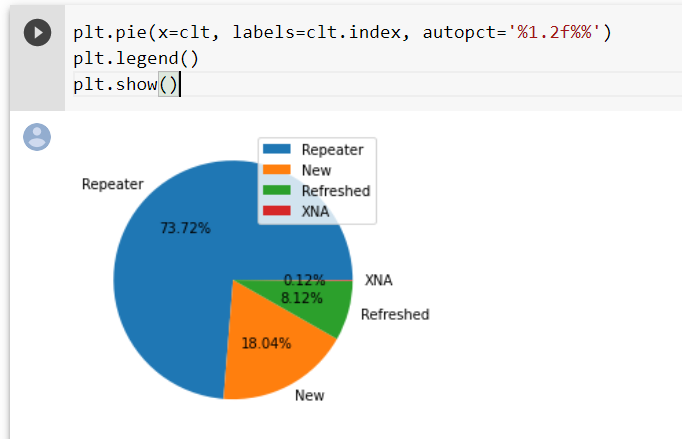 plt.pie(x=clt, labels=clt.index, autopct='%1.2f%%')
plt.legend()
plt.show()
Repeater
New
Refreshed
XNA
Repeater
73.72%
0.12%
XNA
8.12%
Refreshed
18.04%
New